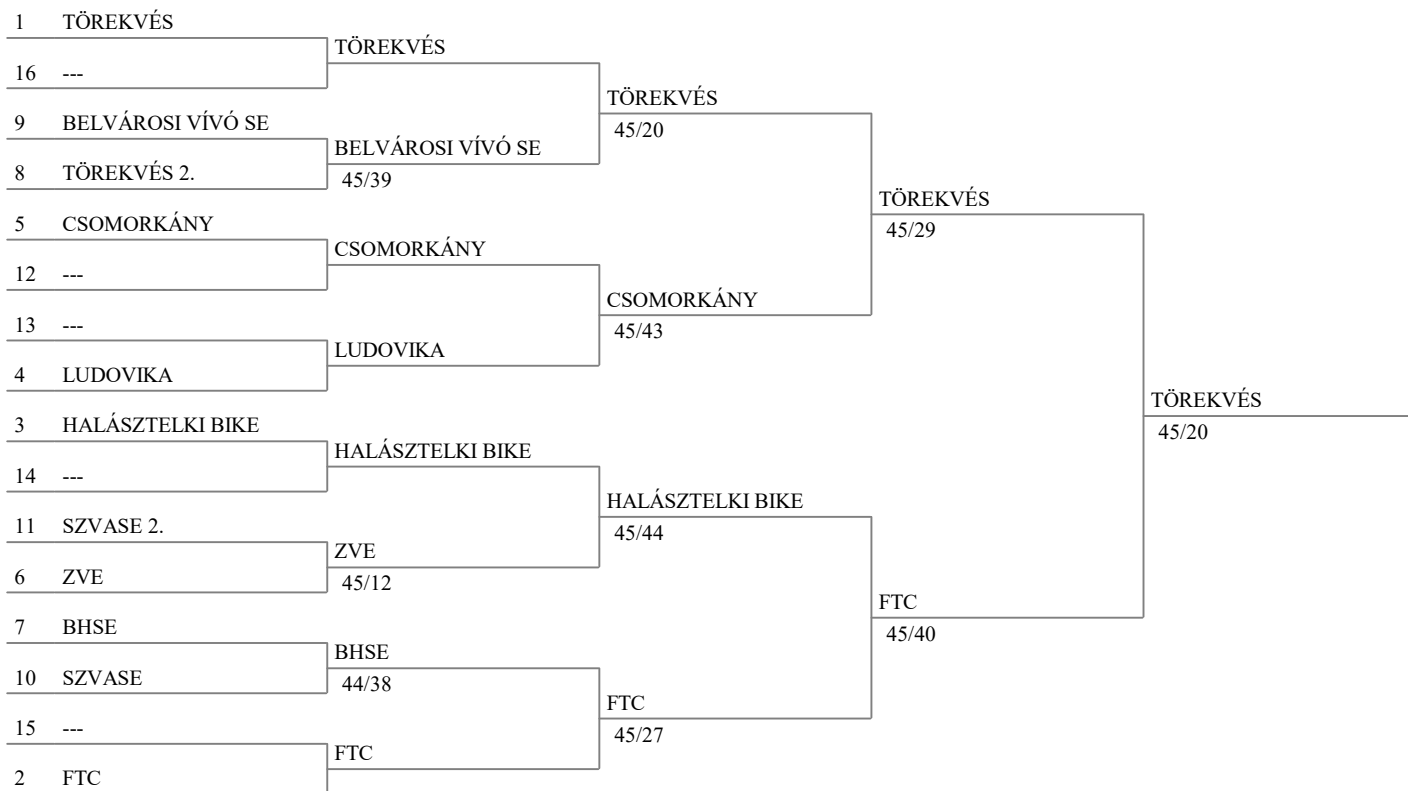 1 TÖREKVÉS
TÖREKVÉS
16 ---
TÖREKVÉS
45/20
9 BELVÁROSI VÍVÓ SE
BELVÁROSI VÍVÓ SE
45/39
8 TÖREKVÉS 2.
TÖREKVÉS
45/29
5 CSOMORKÁNY
CSOMORKÁNY
12 ---
CSOMORKÁNY
45/43
13 ---
LUDOVIKA
4 LUDOVIKA
TÖREKVÉS
45/20
3 HALÁSZTELKI BIKE
HALÁSZTELKI BIKE
14 ---
HALÁSZTELKI BIKE
45/44
11 SZVASE 2.
ZVE
45/12
6 ZVE
FTC
45/40
7 BHSE
BHSE
44/38
10 SZVASE
FTC
45/27
15 ---
FTC
2 FTC